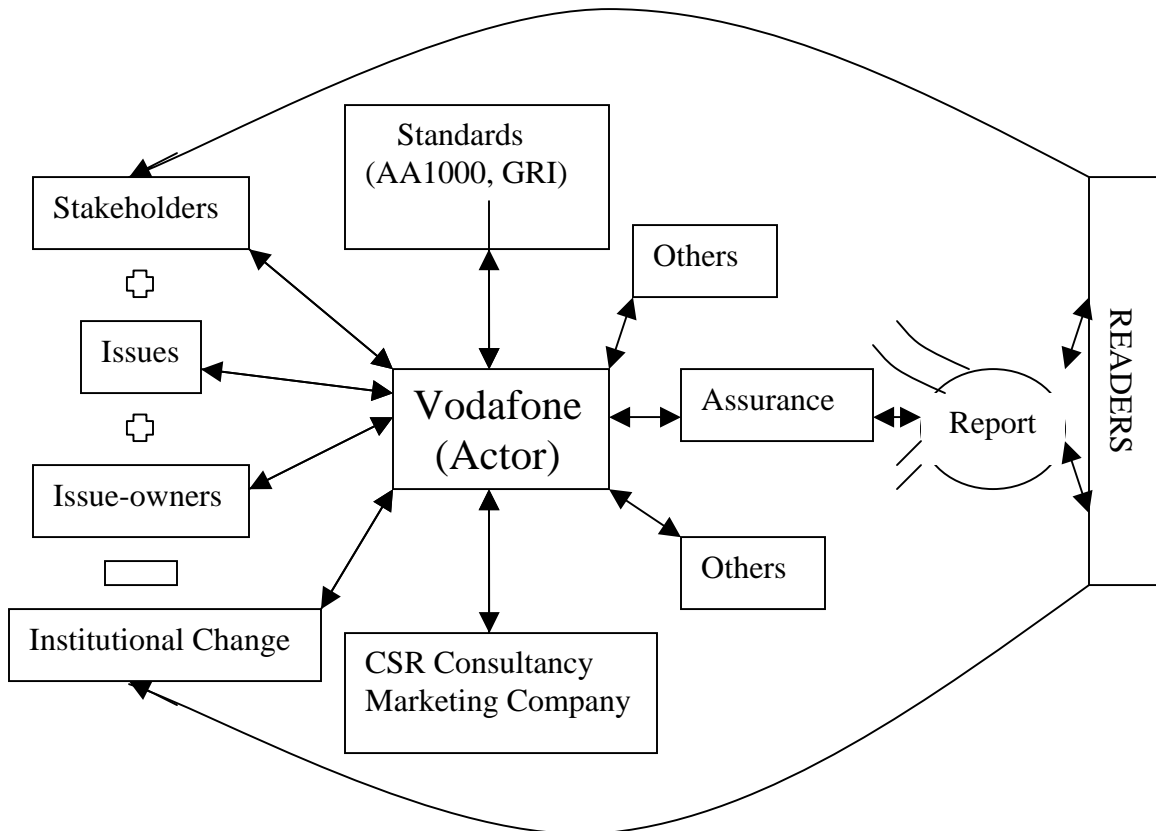 Standards
(AA1000, GRI)
Stakeholders
Others
Issues
READERS
Vodafone
(Actor)
Assurance
Report
Issue-owners
Others
Institutional Change
CSR Consultancy
Marketing Company